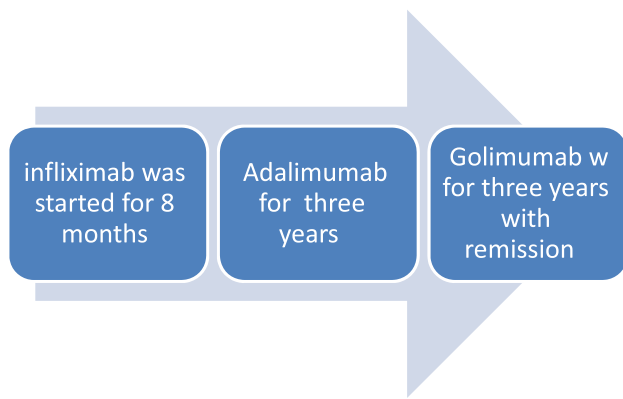 infliximab was
started for 8
months
Adalimumab
for three
years
Golimumab w
for three years
with
remission